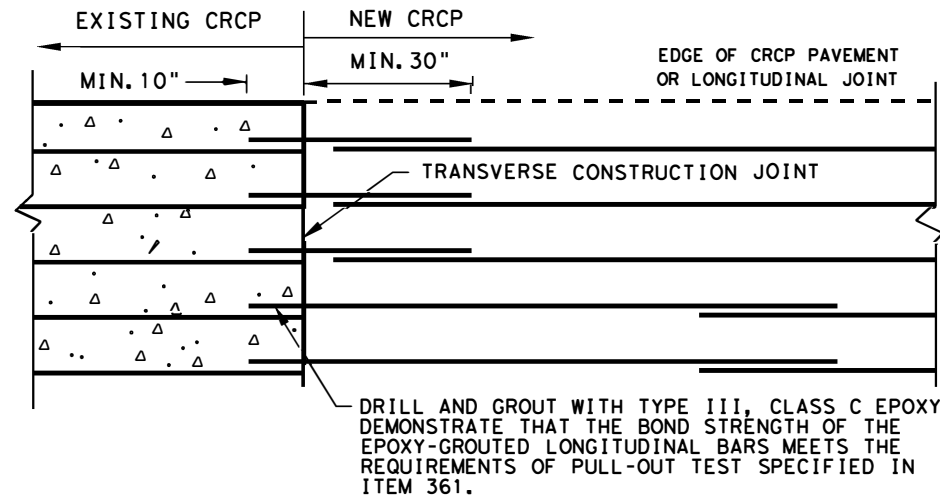 EXISTING CRCP
NEW CRCP
MIN. 10"
MIN. 30"
EDGE OF CRCP PAVEMENT
OR LONGITUDINAL JOINT
TRANSVERSE CONSTRUCTION JOINT
DRILL AND GROUT WITH TYPE III, CLASS C EPOXY
DEMONSTRATE THAT THE BOND STRENGTH OF THE
EPOXY-GROUTED LONGITUDINAL BARS MEETS THE
REQUIREMENTS OF PULL-OUT TEST SPECIFIED IN
ITEM 361.